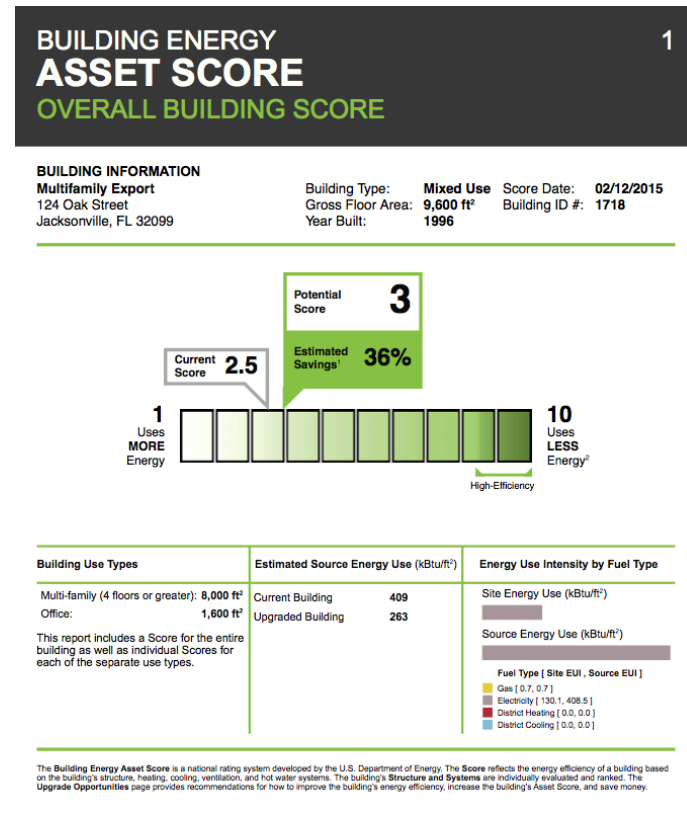 BUILDING ENERGY
1
ASSET SCORE
OVERALL BUILDING SCORE
BUILDING INFORMATION
Multifamily Export
124 Oak Street
Jacksonville, FL 32099
Building Type: Mixed Use
Gross Floor Area: 9,600 ft²
Year Built: 1996
Score Date: 02/12/2015
Building ID #: 1718
Potential Score 3
Estimated Savings¹ 36%
Current Score 2.5
1
Uses
MORE
Energy
10
Uses
LESS
Energy²
High-Efficiency
Building Use Types
Multi-family (4 floors or greater): 8,000 ft²
Office: 1,600 ft²
This report includes a Score for the entire
building as well as individual Scores for
each of the separate use types.
Estimated Source Energy Use (kBtu/ft²)
Current Building 409
Upgraded Building 263
Energy Use Intensity by Fuel Type
Site Energy Use (kBtu/ft²)
Source Energy Use (kBtu/ft²)
Fuel Type [ Site EUI , Source EUI ]
Gas [ 0.7, 0.7 ]
Electricity [ 130.1, 408.5 ]
District Heating [ 0.0, 0.0 ]
District Cooling [ 0.0, 0.0 ]
The Building Energy Asset Score is a national rating system developed by the U.S. Department of Energy. The Score reflects the energy efficiency of a building based
on the building's structure, heating, cooling, ventilation, and hot water systems. The building's Structure and Systems are individually evaluated and ranked. The
Upgrade Opportunities page provides recommendations for how to improve the building's energy efficiency, increase the building's Asset Score, and save money.